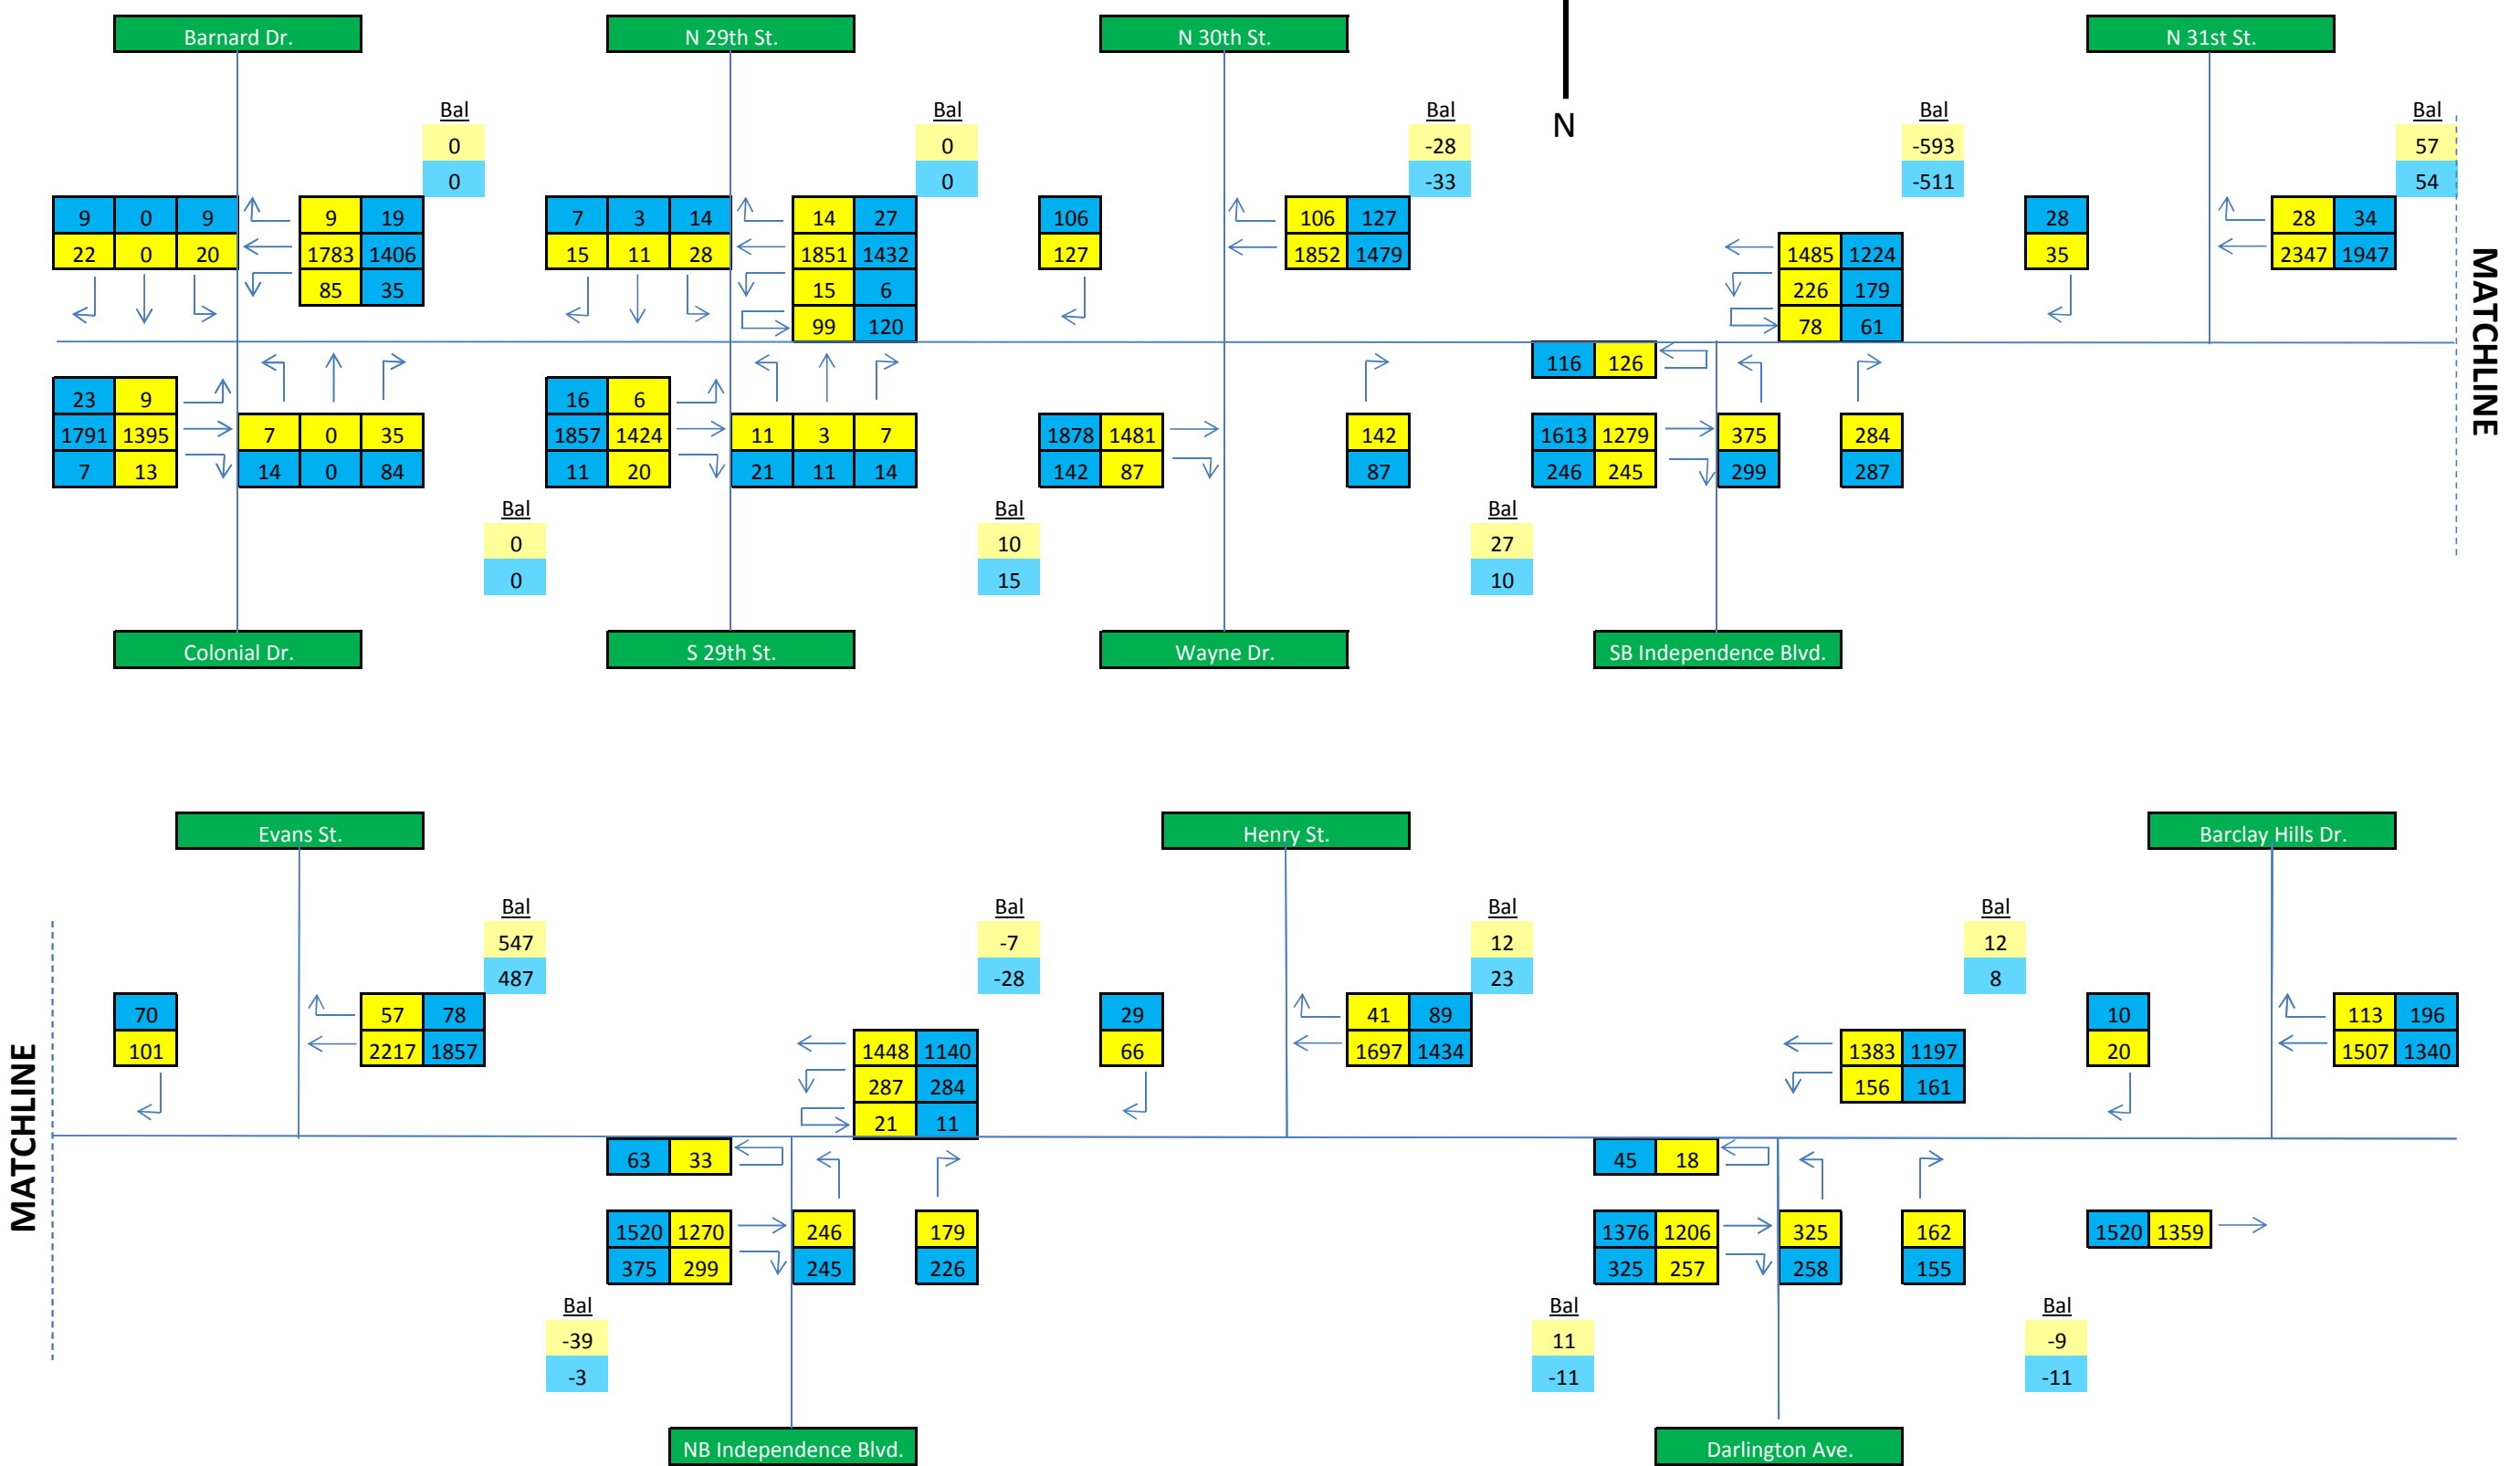 Barnard Dr. N 29th St. N 30th St. N 31st St.
N
Bal Bal Bal Bal Bal
0 0 -28 -593 57
0 0 -33 -511 54
9 0 9 9 19 7 3 14 14 27 106 106 127 28 28 34
22 0 20 1783 1406 15 11 28 1851 1432 127 1852 1479 1485 1224 35 2347 1947
85 35 15 6 226 179
99 120 78 61
116 126
23 9 16 6
1791 1395 7 0 35 1857 1424 11 3 7 1878 1481 142 1613 1279 375 284
7 13 14 0 84 11 20 21 11 14 142 87 87 246 245 299 287
Bal Bal Bal
0 10 27
0 15 10
Colonial Dr. S 29th St. Wayne Dr. SB Independence Blvd.
MATCHLINE
Evans St. Henry St. Barclay Hills Dr.
Bal Bal Bal Bal
547 -7 12 12
487 -28 23 8
70 57 78 29 41 89 10 113 196
101 2217 1857 1448 1140 66 1697 1434 1383 1197 20 1507 1340
287 284 156 161
21 11
63 33 45 18
1520 1270 246 179 1376 1206 325 162 1520 1359
375 299 245 226 325 257 258 155
Bal Bal Bal
-39 11 -9
-3 -11 -11
NB Independence Blvd. Darlington Ave.
MATCHLINE